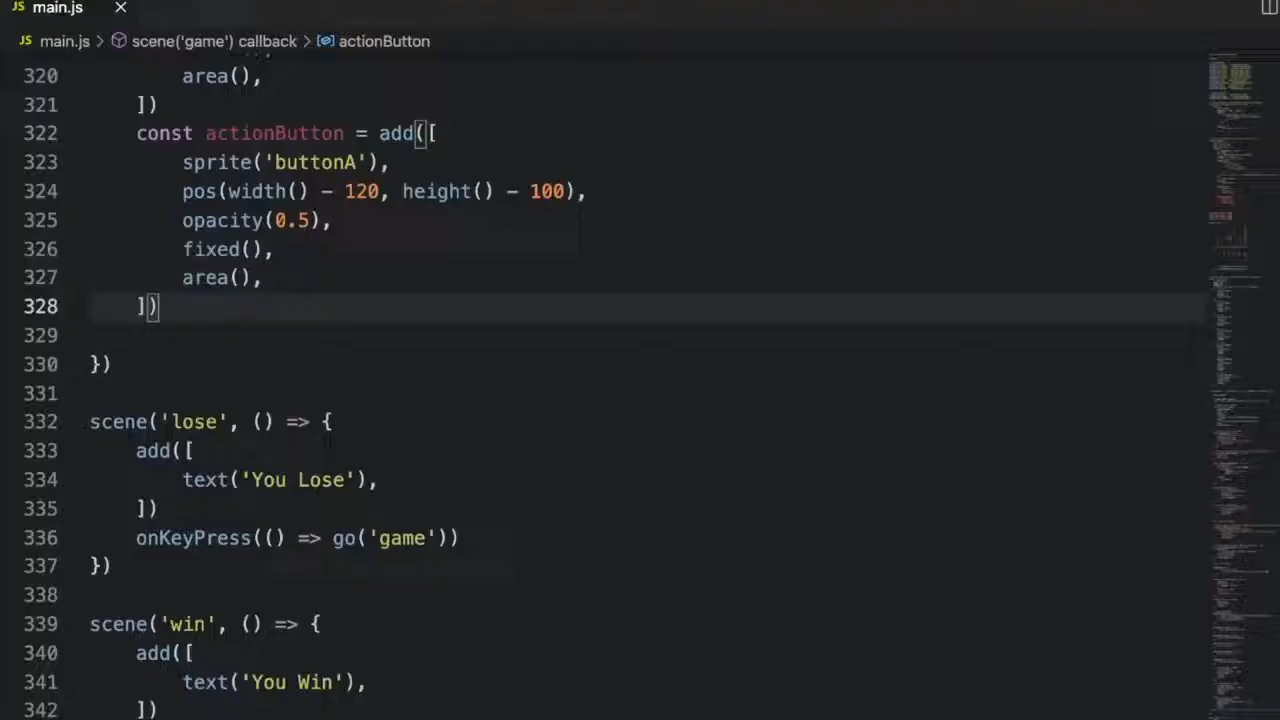 JS main.js ×
JS main.js > scene('game') callback > actionButton
320 area(),
321 ])
322 const actionButton = add([
323 sprite('buttonA'),
324 pos(width() - 120, height() - 100),
325 opacity(0.5),
326 fixed(),
327 area(),
328 ])
329
330 })
331
332 scene('lose', () => {
333 add([
334 text('You Lose'),
335 ])
336 onKeyPress(() => go('game'))
337 })
338
339 scene('win', () => {
340 add([
341 text('You Win'),
342 ])